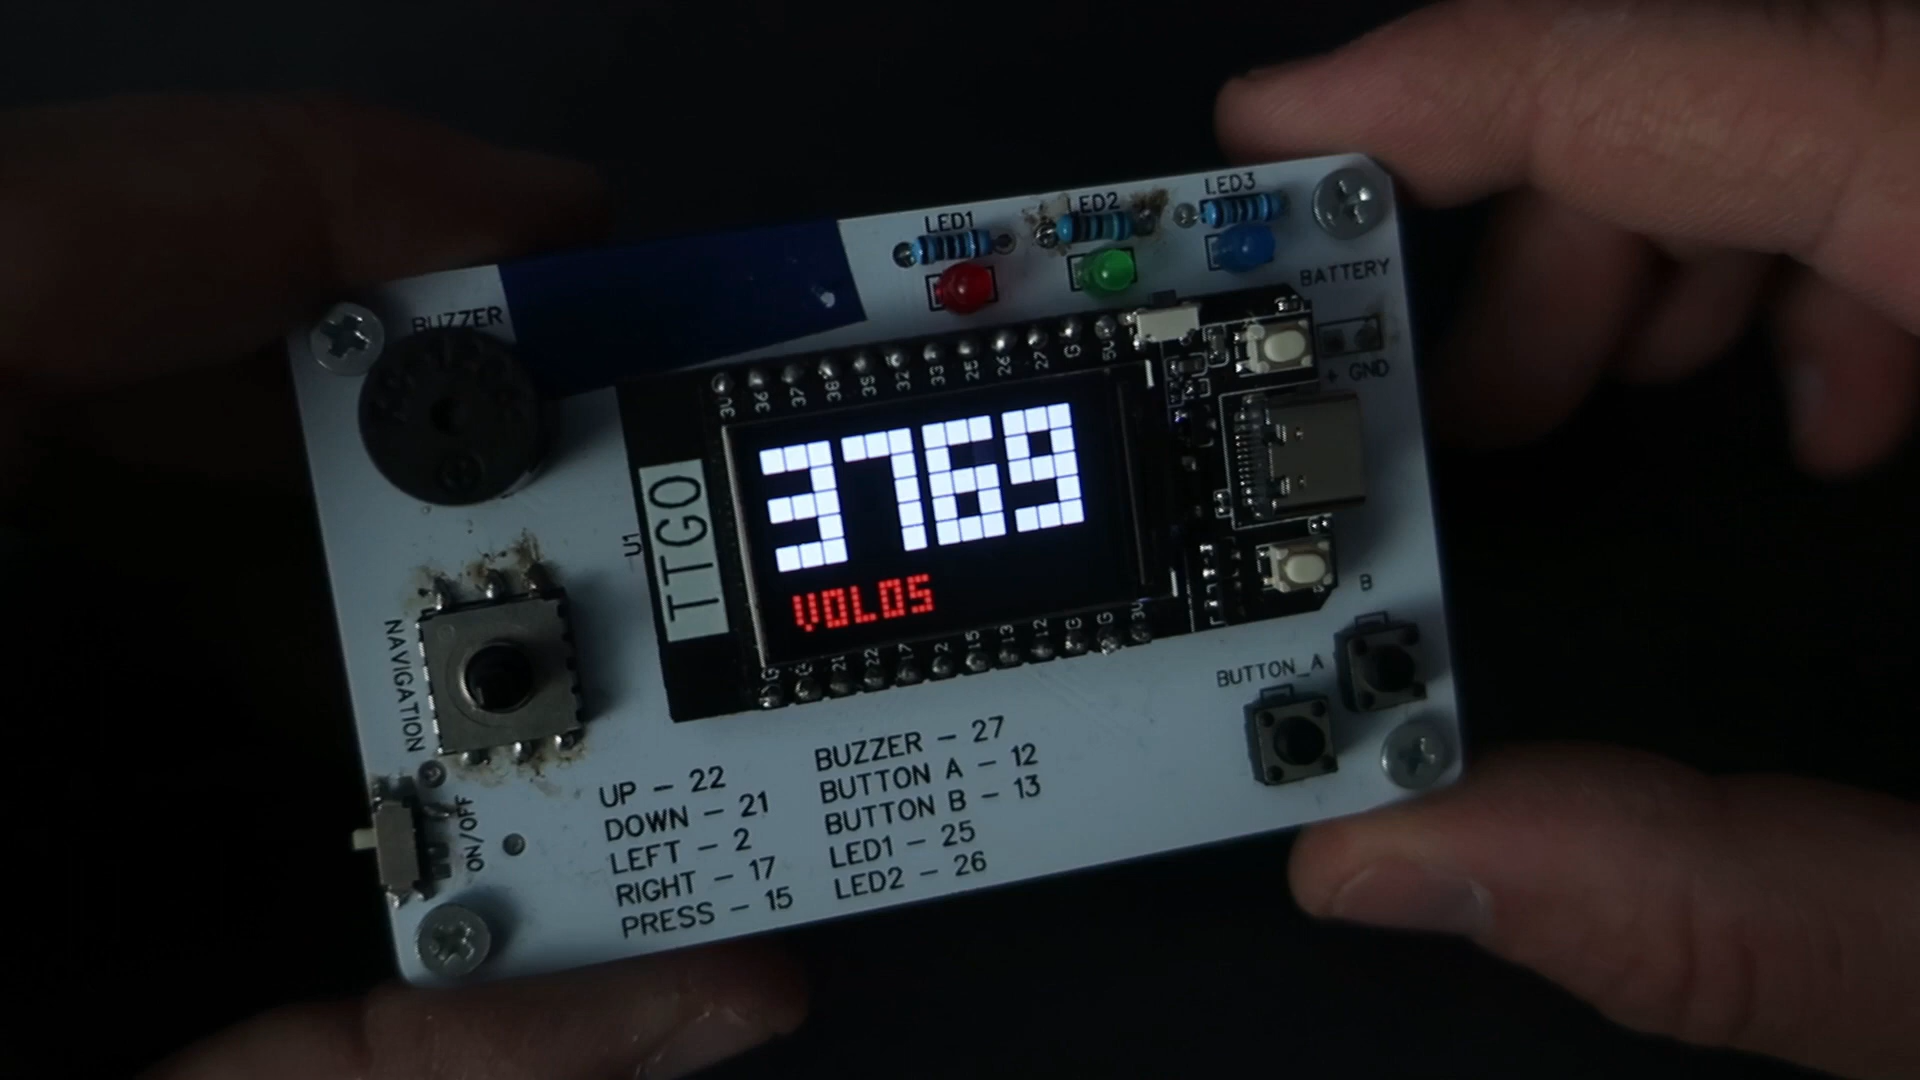 LED1
LED2
LED3
BATTERY
+ GND
BUZZER
3V 36 37 38 39 32 33 25 26 27 G 5V
3769
VOLOS
TTGO
U1
G G 21 22 17 2 15 13 12 G G 3V
NAVIGATION
ON/OFF
B
BUTTON_A
UP - 22
DOWN - 21
LEFT - 2
RIGHT - 17
PRESS - 15
BUZZER - 27
BUTTON A - 12
BUTTON B - 13
LED1 - 25
LED2 - 26